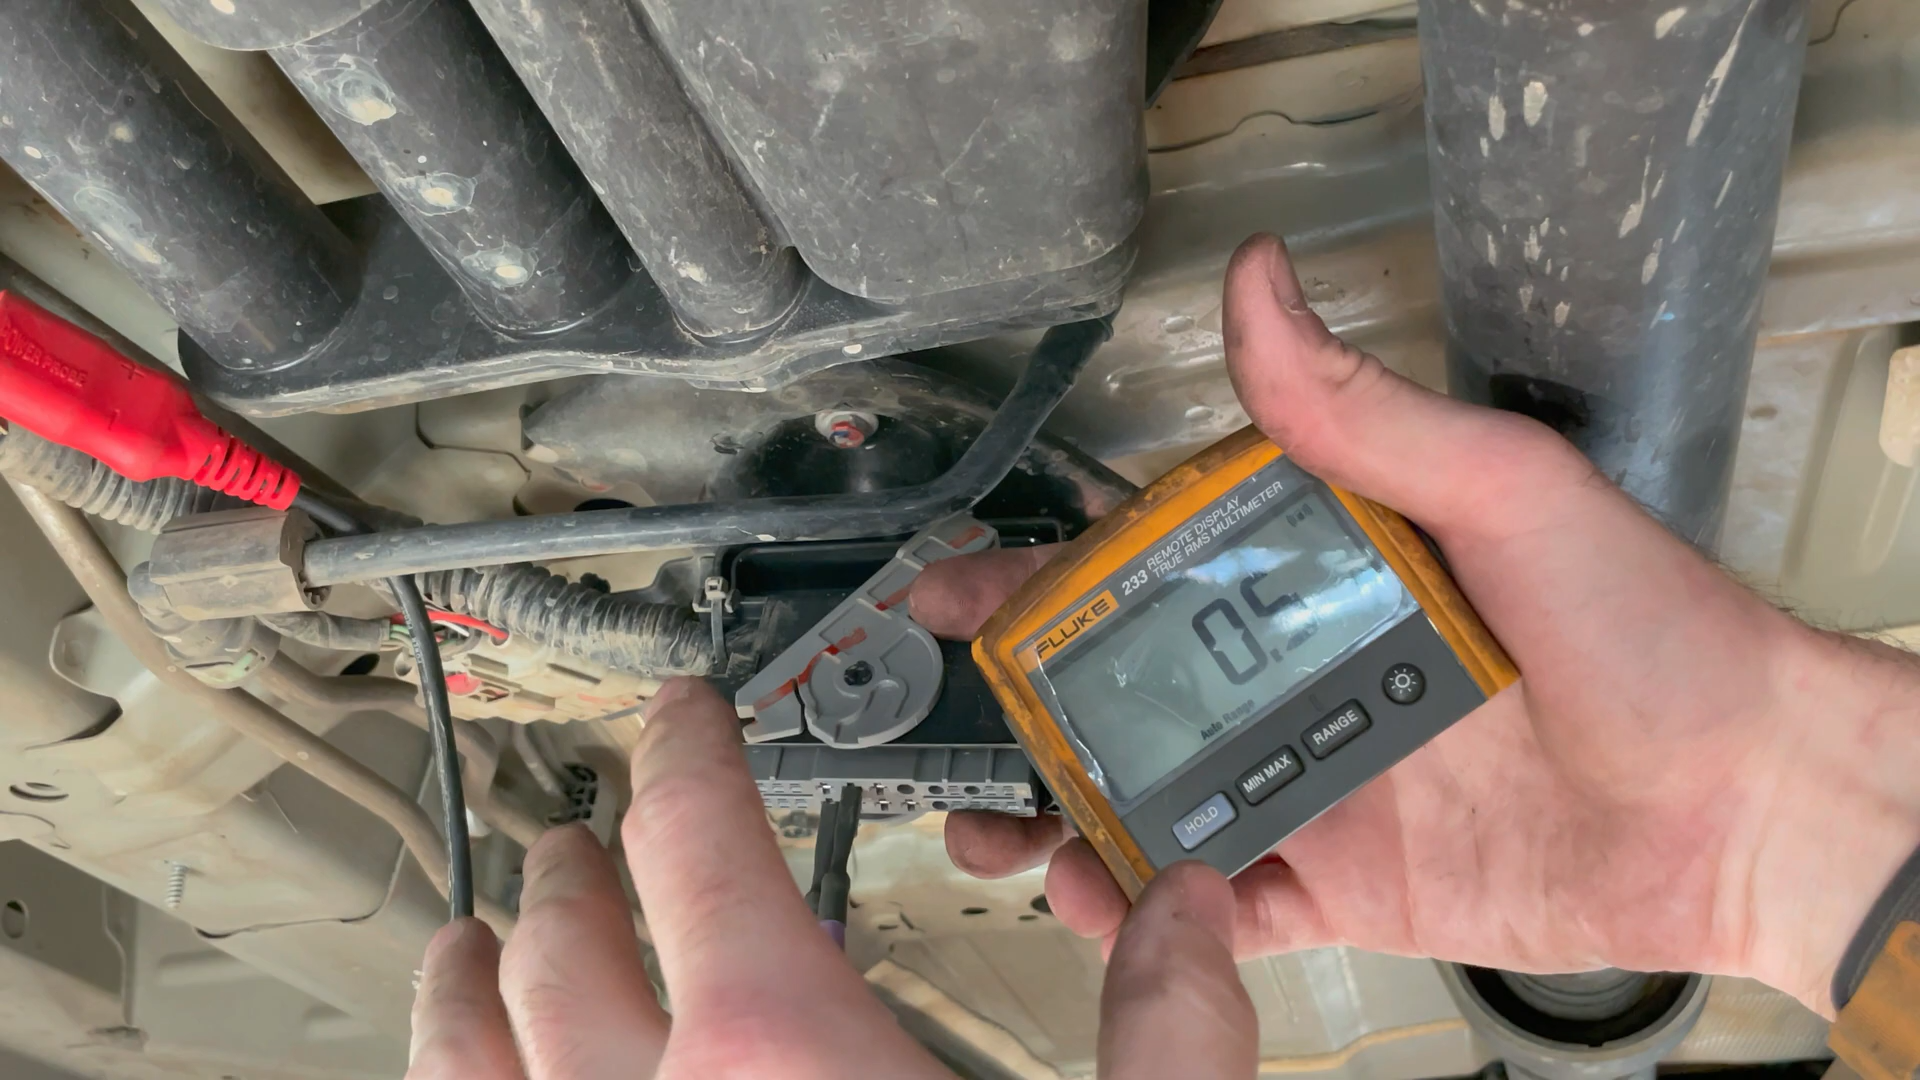 POWER PROBE
+
FLUKE
233 REMOTE DISPLAY
TRUE RMS MULTIMETER
0.5
Auto Range
HOLD
MIN MAX
RANGE